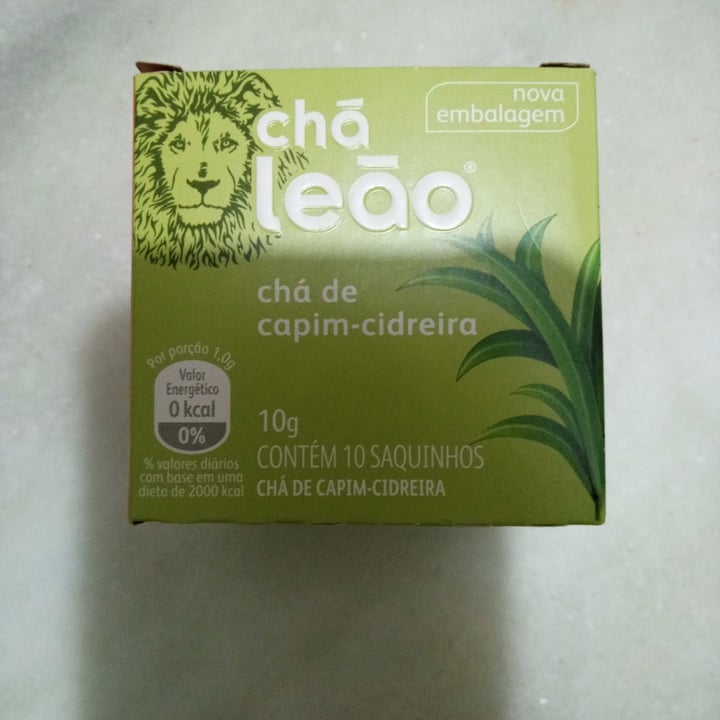 chá
leão®
nova
embalagem
chá de
capim-cidreira
Por porção 1,0g
Valor
Energético
0 kcal
0%
% valores diários
com base em uma
dieta de 2000 kcal
10g
CONTÉM 10 SAQUINHOS
CHÁ DE CAPIM-CIDREIRA